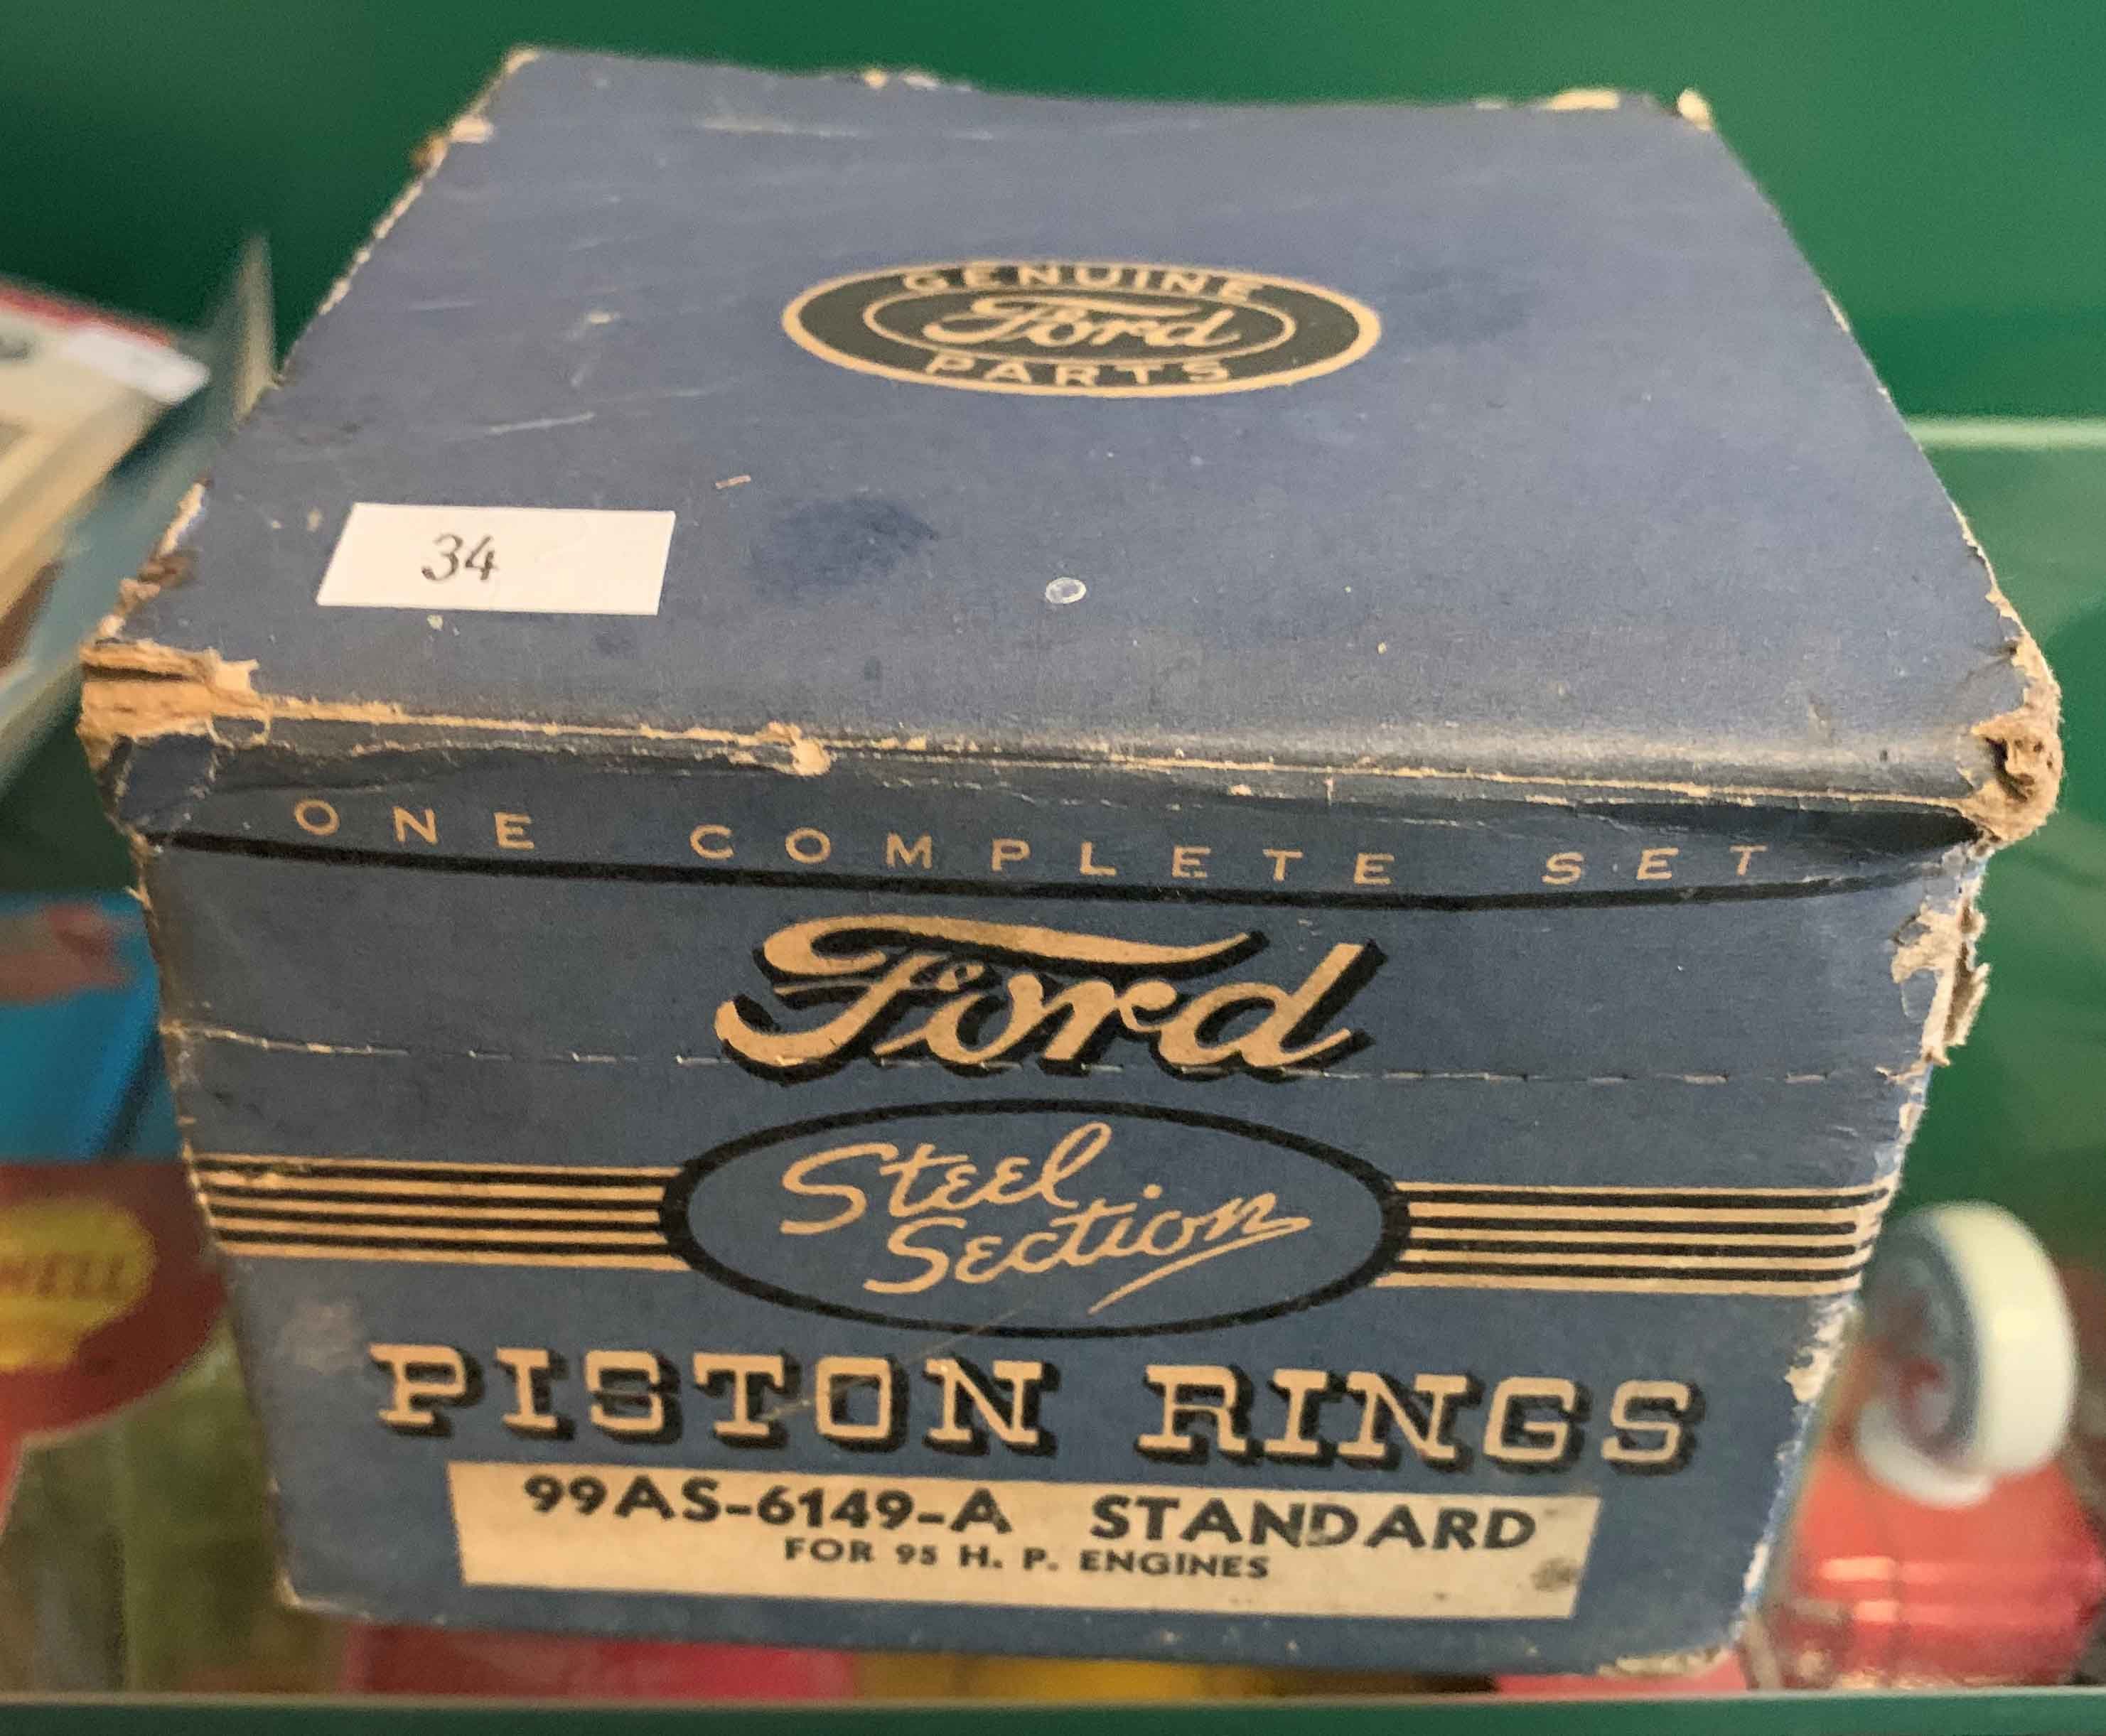 GENUINE
Ford
PARTS
34
ONE COMPLETE SET
Ford
Steel
Section
PISTON RINGS
99AS-6149-A STANDARD
FOR 95 H. P. ENGINES